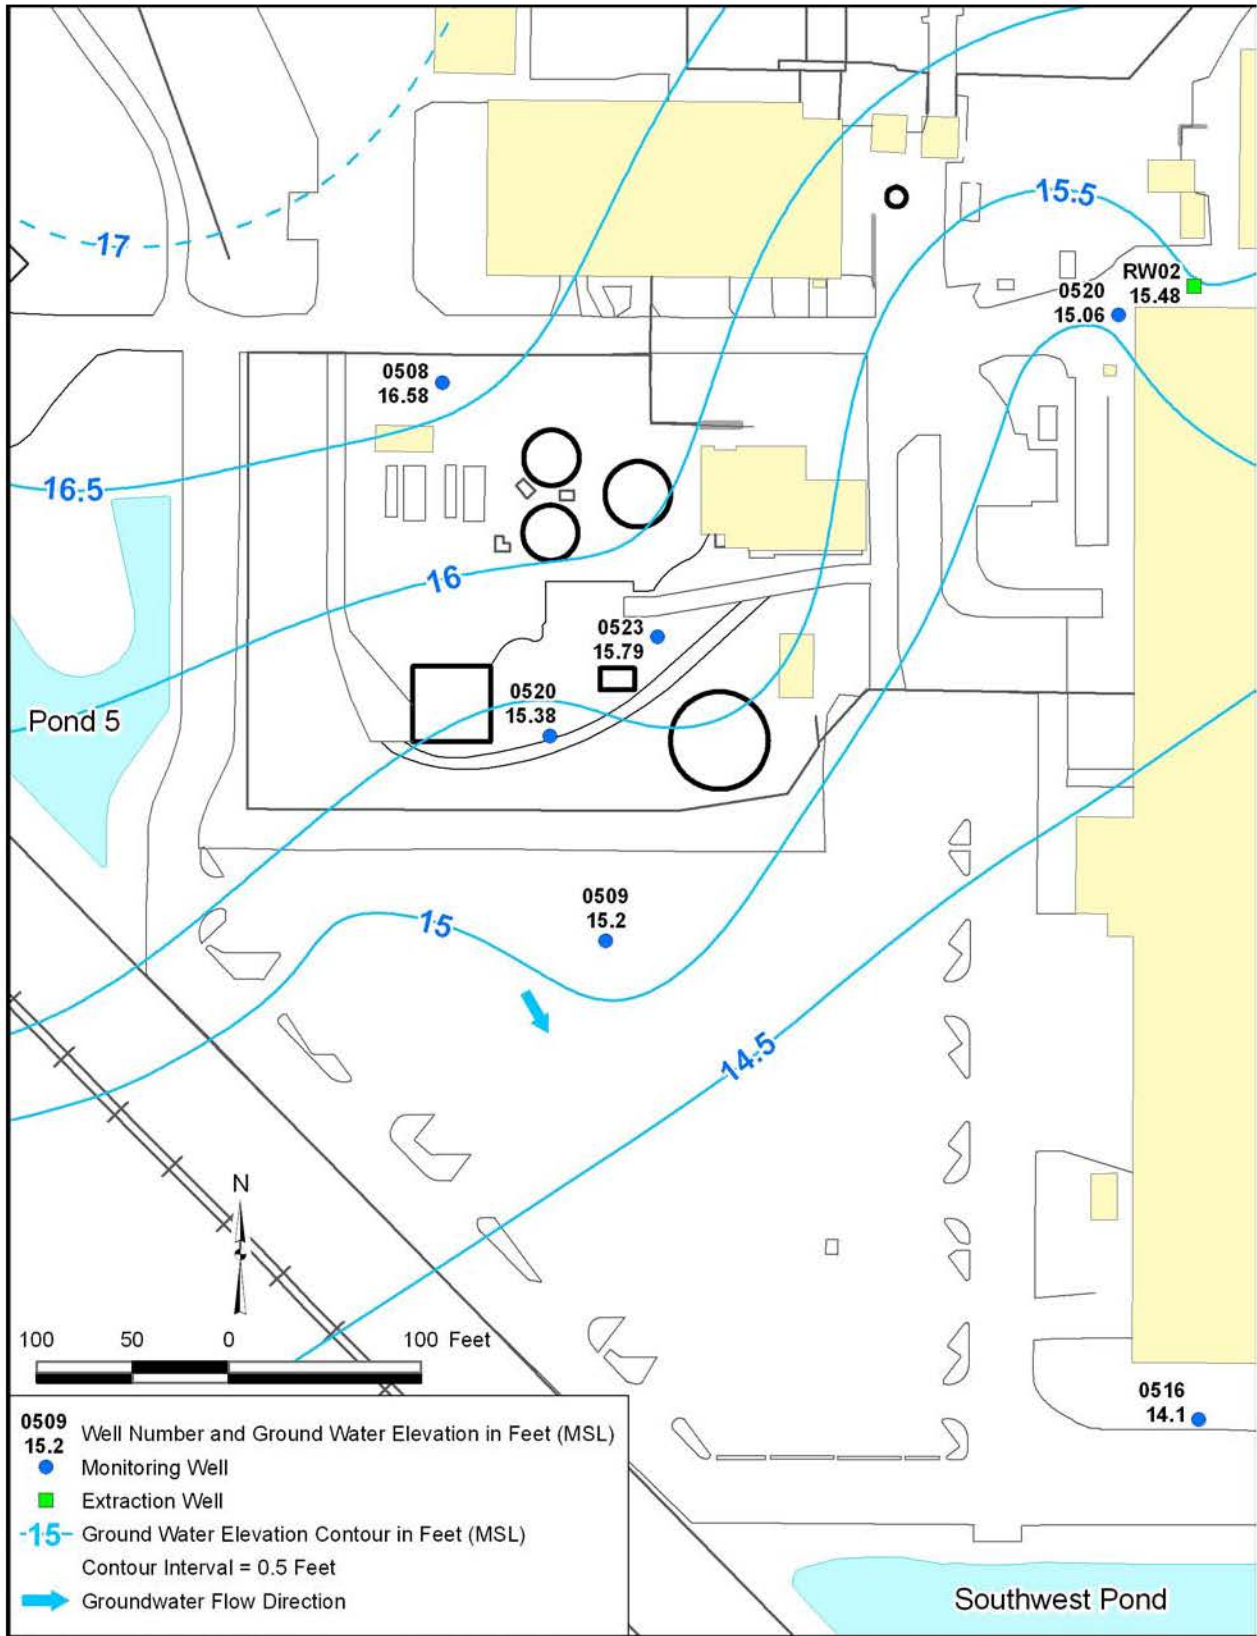 17
15.5
RW02
15.48
0520
15.06
0508
16.58
16.5
16
0523
15.79
0520
15.38
Pond 5
0509
15.2
15
14.5
N
100 50 0 100 Feet
0516
14.1
0509
15.2
Well Number and Ground Water Elevation in Feet (MSL)
Monitoring Well
Extraction Well
15 Ground Water Elevation Contour in Feet (MSL)
Contour Interval = 0.5 Feet
Groundwater Flow Direction
Southwest Pond